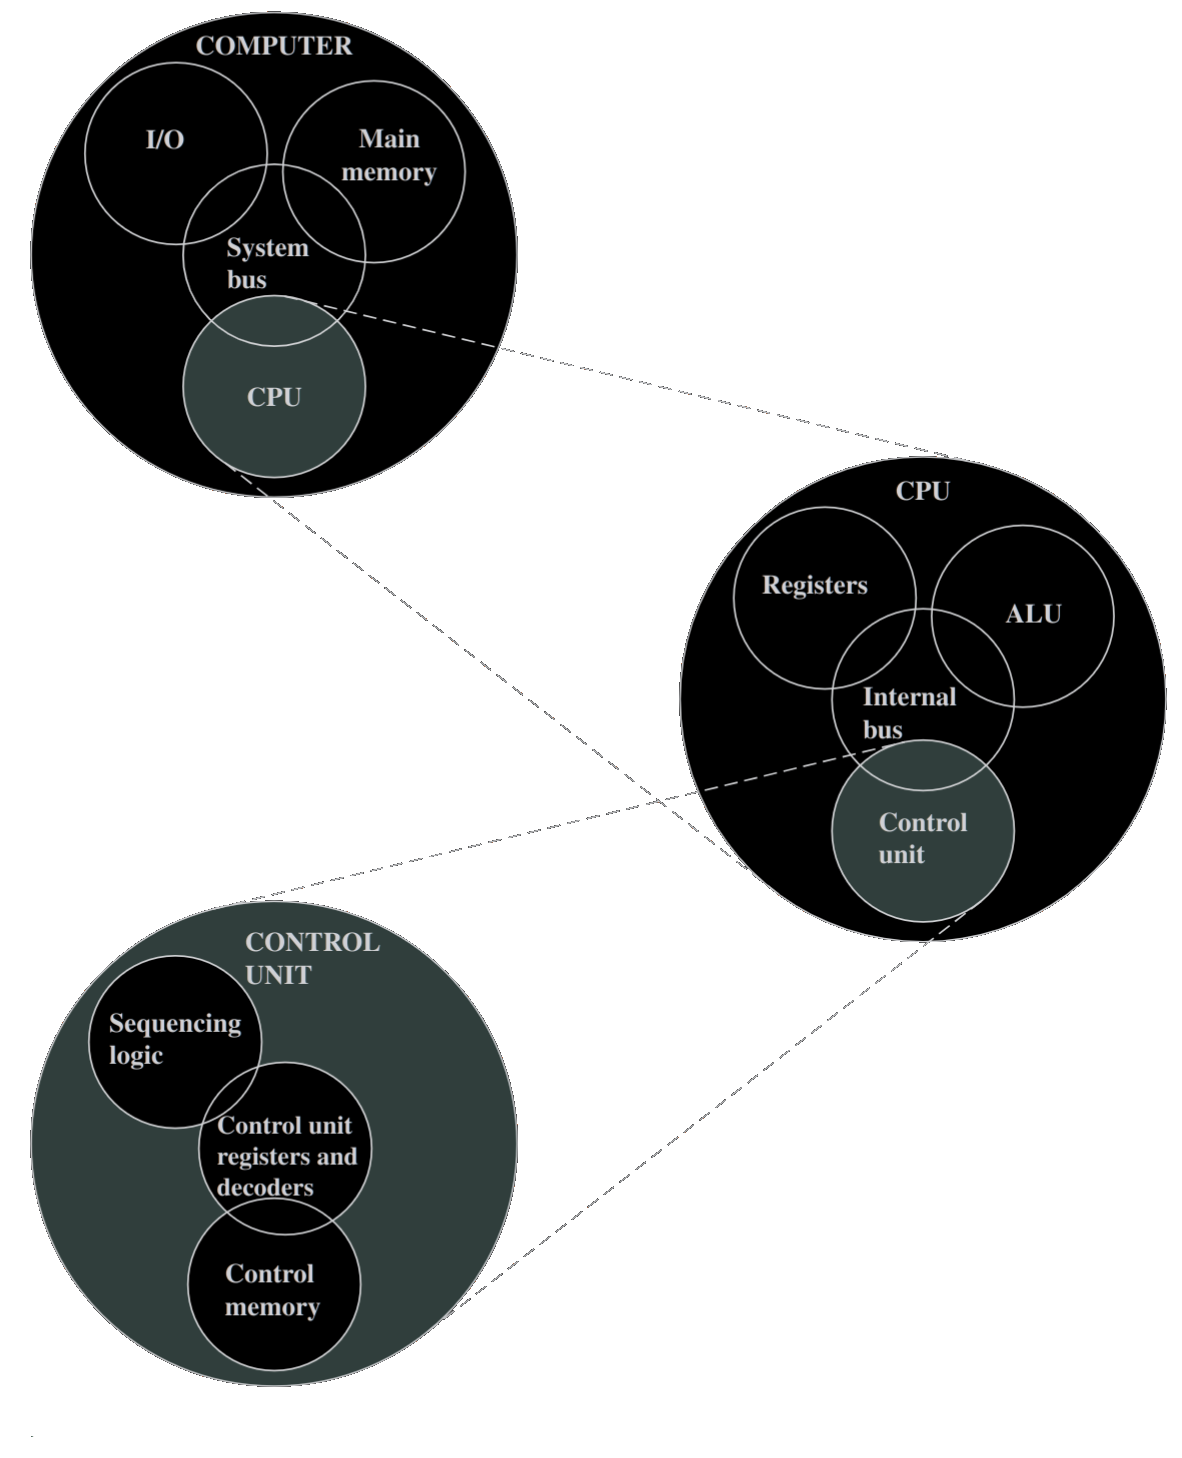 COMPUTER
I/O
Main
memory
System
bus
CPU
CPU
Registers
ALU
Internal
bus
Control
unit
CONTROL
UNIT
Sequencing
logic
Control unit
registers and
decoders
Control
memory